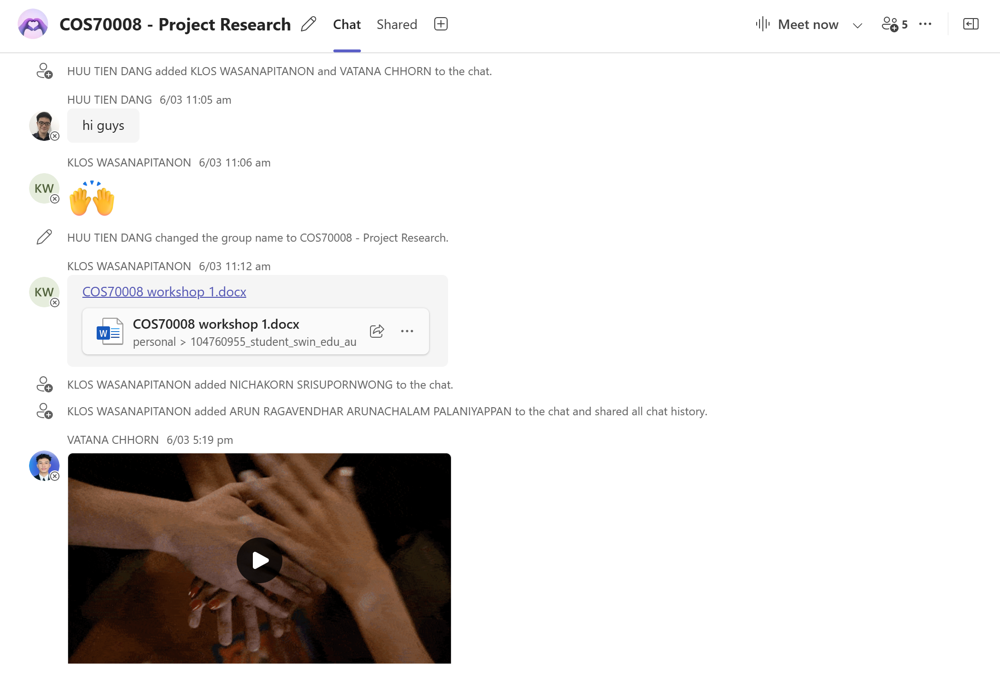 COS70008 - Project Research Chat Shared Meet now 5
HUU TIEN DANG added KLOS WASANAPITANON and VATANA CHHORN to the chat.
HUU TIEN DANG 6/03 11:05 am
hi guys
KLOS WASANAPITANON 6/03 11:06 am
KW
HUU TIEN DANG changed the group name to COS70008 - Project Research.
KLOS WASANAPITANON 6/03 11:12 am
KW
COS70008 workshop 1.docx
W
COS70008 workshop 1.docx
personal > 104760955_student_swin_edu_au
KLOS WASANAPITANON added NICHAKORN SRISUPORNWONG to the chat.
KLOS WASANAPITANON added ARUN RAGAVENDHAR ARUNACHALAM PALANIYAPPAN to the chat and shared all chat history.
VATANA CHHORN 6/03 5:19 pm